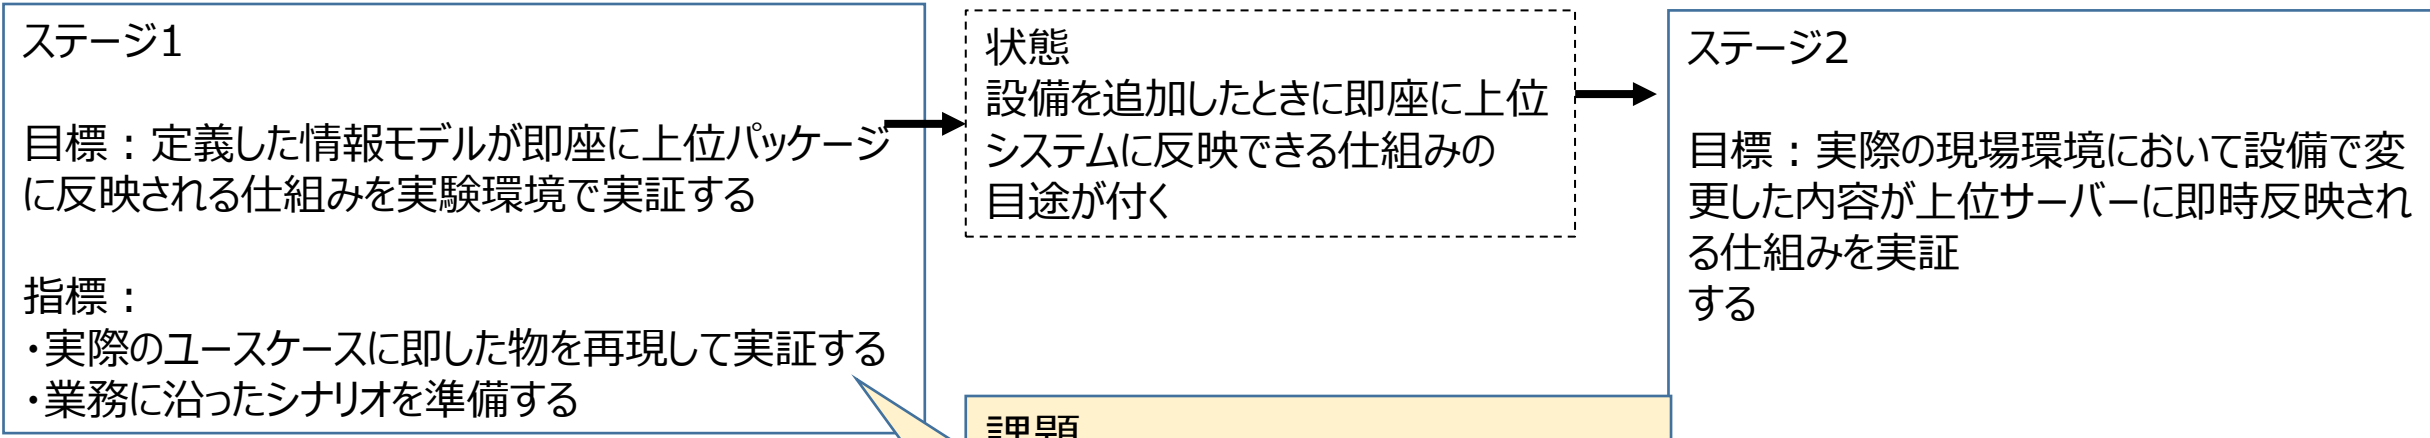 ステージ1
目標：定義した情報モデルが即座に上位パッケージ
に反映される仕組みを実験環境で実証する
指標：
・実際のユースケースに即した物を再現して実証する
・業務に沿ったシナリオを準備する
状態
設備を追加したときに即座に上位
システムに反映できる仕組みの
目途が付く
ステージ2
目標：実際の現場環境において設備で変
更した内容が上位サーバーに即時反映され
る仕組みを実証
する
課題